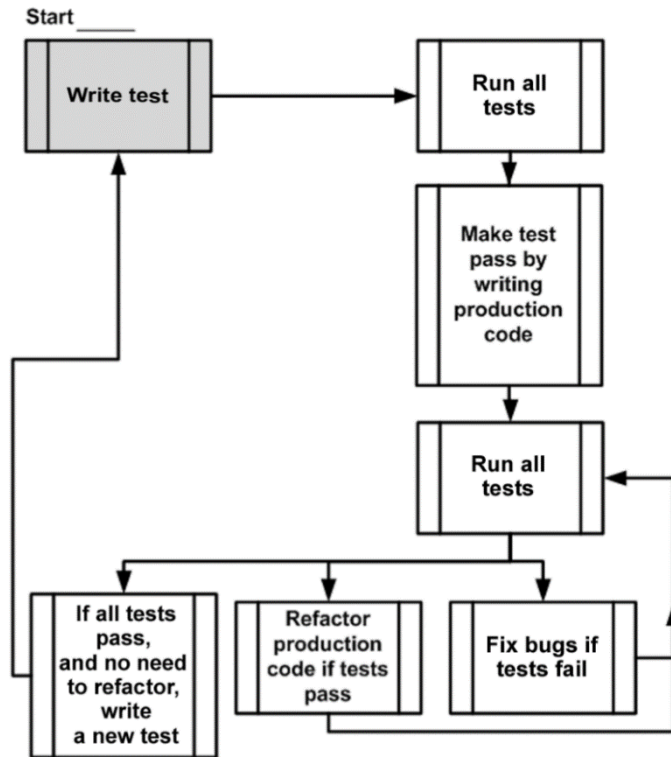 Start
Write test
Run all
tests
Make test
pass by
writing
production
code
Run all
tests
If all tests
pass,
and no need
to refactor,
write
a new test
Refactor
production
code if tests
pass
Fix bugs if
tests fail